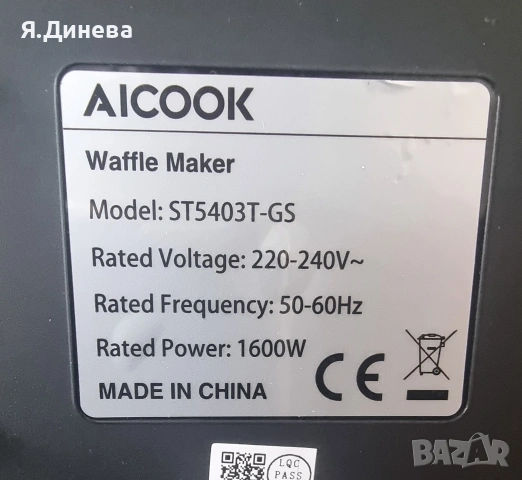 Я.Динева
AICOOK
Waffle Maker
Model: ST5403T-GS
Rated Voltage: 220-240V~
Rated Frequency: 50-60Hz
Rated Power: 1600W
CE
MADE IN CHINA
LQC
PASS
BAZAR